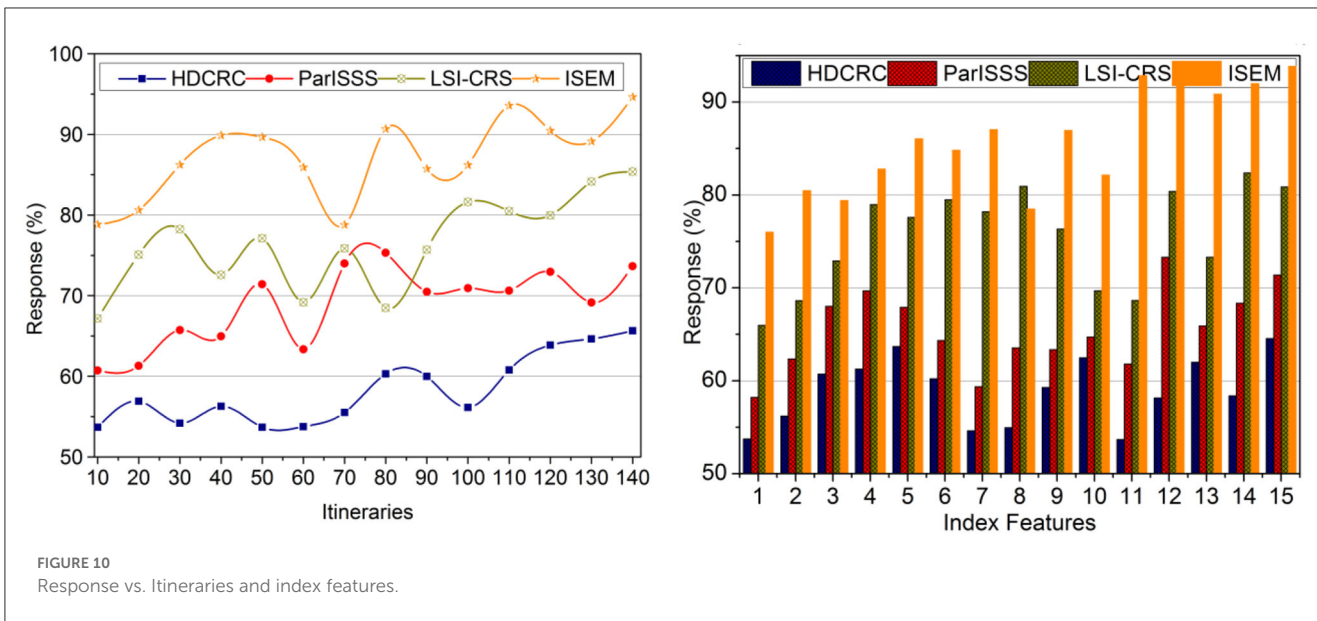 100
90
80
70
60
50
Response (%)
HDCRC ParISSS LSI-CRS ISEM
10 20 30 40 50 60 70 80 90 100 110 120 130 140
Itineraries
90
80
70
60
50
Response (%)
HDCRC ParISSS LSI-CRS ISEM
1 2 3 4 5 6 7 8 9 10 11 12 13 14 15
Index Features
FIGURE 10
Response vs. Itineraries and index features.